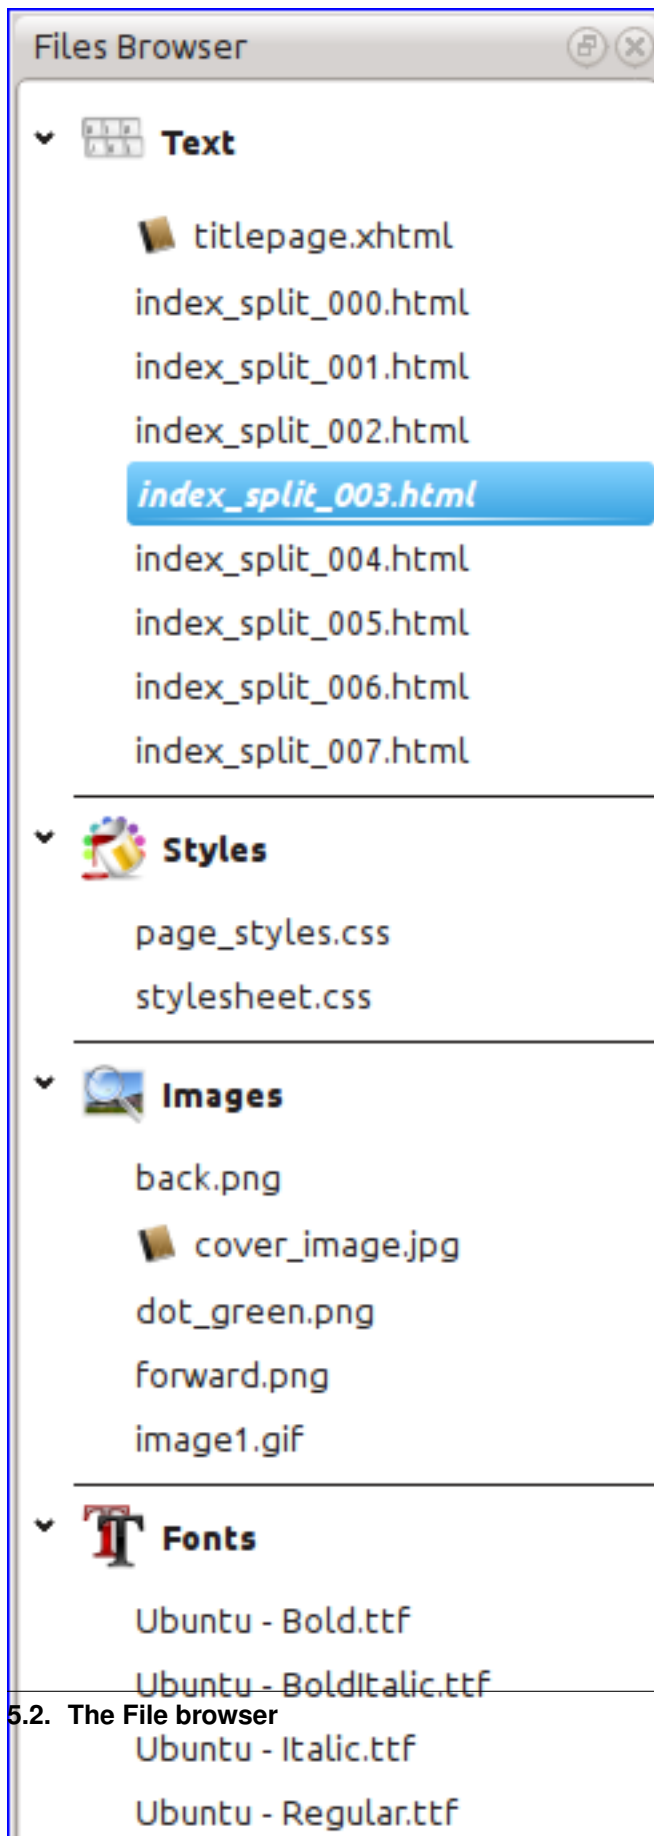 Files Browser
Text
titlepage.xhtml
index_split_000.html
index_split_001.html
index_split_002.html
index_split_003.html
index_split_004.html
index_split_005.html
index_split_006.html
index_split_007.html
Styles
page_styles.css
stylesheet.css
Images
back.png
cover_image.jpg
dot_green.png
forward.png
image1.gif
Fonts
Ubuntu - Bold.ttf
Ubuntu - BoldItalic.ttf
5.2. The File browser
Ubuntu - Italic.ttf
Ubuntu - Regular.ttf